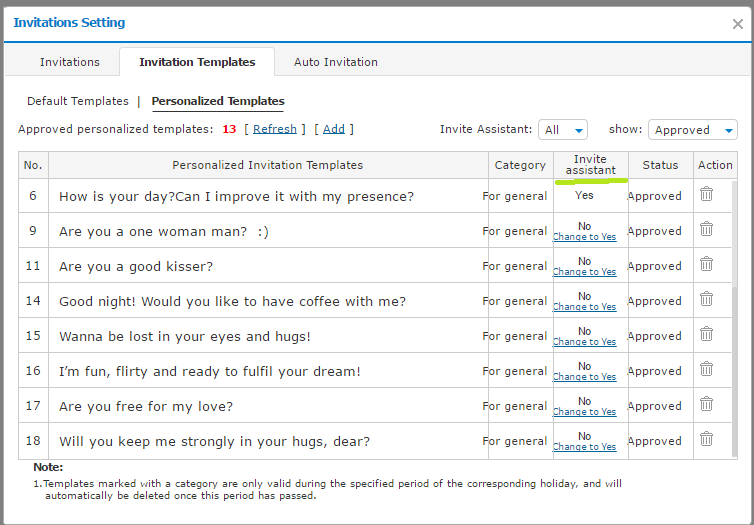 Invitations Setting
Invitations Invitation Templates Auto Invitation
Default Templates | Personalized Templates
Approved personalized templates: 13 [ Refresh ] [ Add ] Invite Assistant: All show: Approved
No. Personalized Invitation Templates Category Invite assistant Status Action
6 How is your day?Can I improve it with my presence? For general Yes Approved
9 Are you a one woman man? :) For general No Change to Yes Approved
11 Are you a good kisser? For general No Change to Yes Approved
14 Good night! Would you like to have coffee with me? For general No Change to Yes Approved
15 Wanna be lost in your eyes and hugs! For general No Change to Yes Approved
16 I'm fun, flirty and ready to fulfil your dream! For general No Change to Yes Approved
17 Are you free for my love? For general No Change to Yes Approved
18 Will you keep me strongly in your hugs, dear? For general No Change to Yes Approved
Note:
1.Templates marked with a category are only valid during the specified period of the corresponding holiday, and will
automatically be deleted once this period has passed.